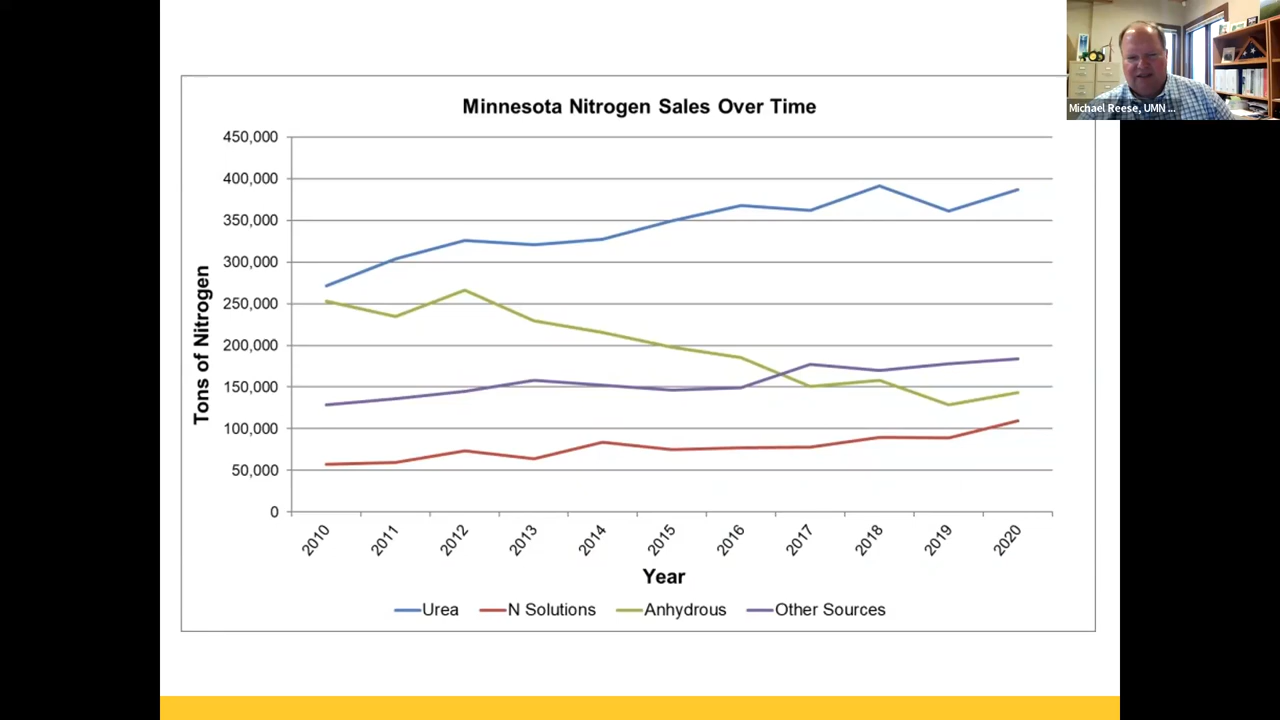 Michael Reese, UMN ...
Minnesota Nitrogen Sales Over Time
450,000
400,000
350,000
300,000
250,000
200,000
150,000
100,000
50,000
0
Tons of Nitrogen
2010 2011 2012 2013 2014 2015 2016 2017 2018 2019 2020
Year
Urea N Solutions Anhydrous Other Sources